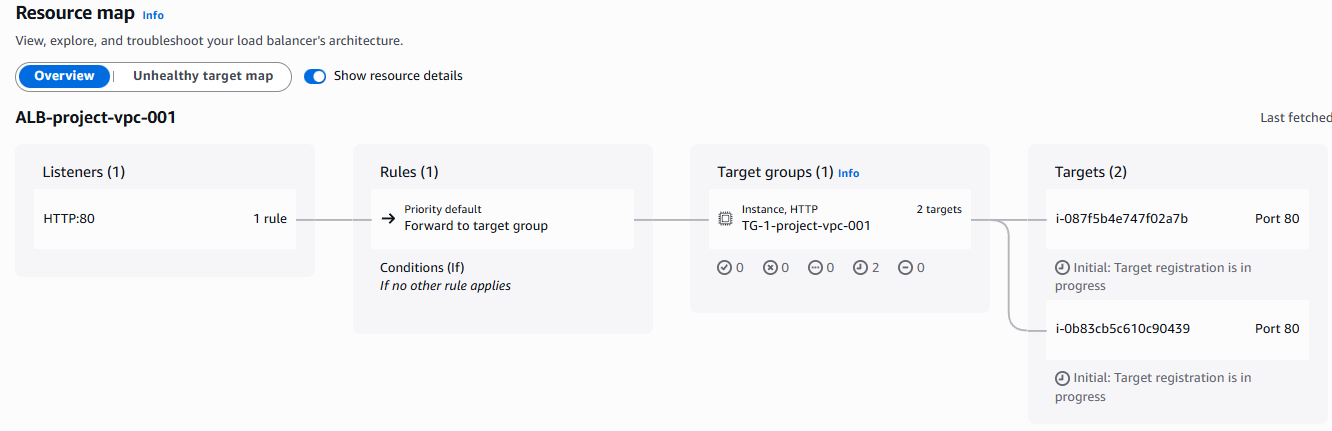 Resource map Info
View, explore, and troubleshoot your load balancer's architecture.
Overview
Unhealthy target map
Show resource details
ALB-project-vpc-001
Last fetched
Listeners (1)
HTTP:80 1 rule
Rules (1)
Priority default
Forward to target group
Conditions (If)
If no other rule applies
Target groups (1) Info
Instance, HTTP 2 targets
TG-1-project-vpc-001
0 0 0 2 0
Targets (2)
i-087f5b4e747f02a7b Port 80
Initial: Target registration is in
progress
i-0b83cb5c610c90439 Port 80
Initial: Target registration is in
progress